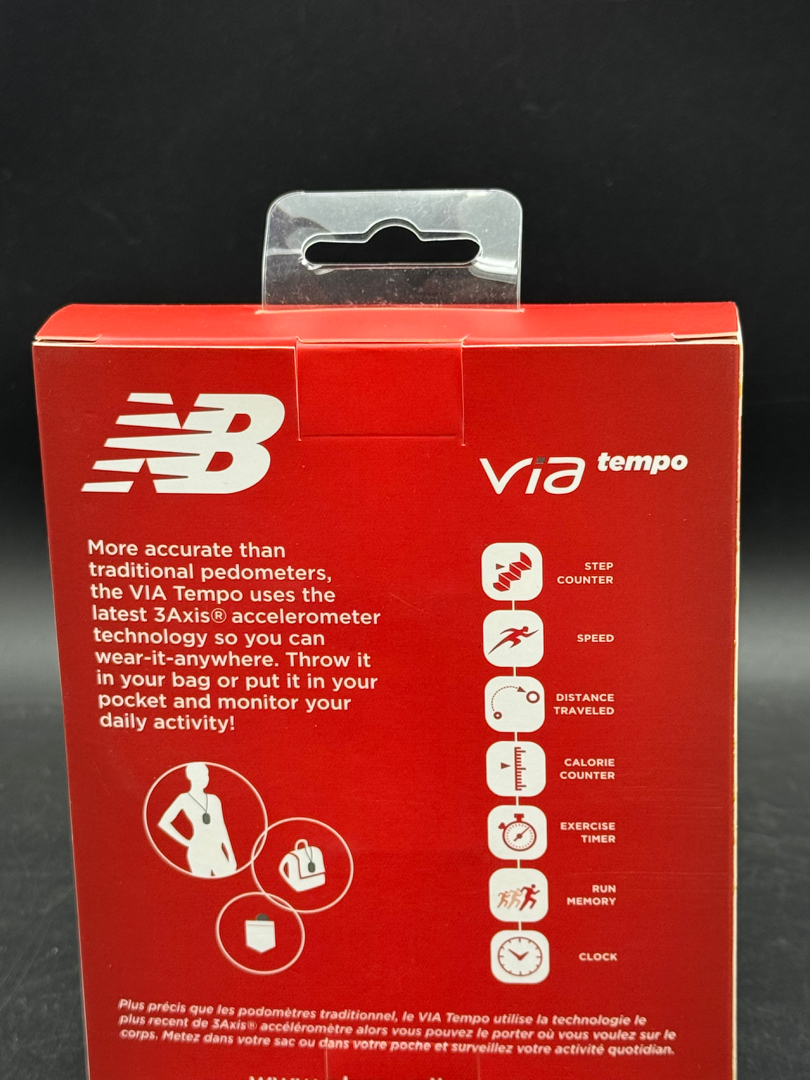 NB
via tempo
More accurate than
traditional pedometers,
the VIA Tempo uses the
latest 3Axis® accelerometer
technology so you can
wear-it-anywhere. Throw it
in your bag or put it in your
pocket and monitor your
daily activity!
STEP
COUNTER
SPEED
DISTANCE
TRAVELED
CALORIE
COUNTER
EXERCISE
TIMER
RUN
MEMORY
CLOCK
Plus précis que les podomètres traditionnel, le VIA Tempo utilise la technologie le
plus recent de 3Axis® accéléromètre alors vous pouvez le porter où vous voulez sur le
corps. Metez dans votre sac ou dans votre poche et surveillez votre activité quotidian.